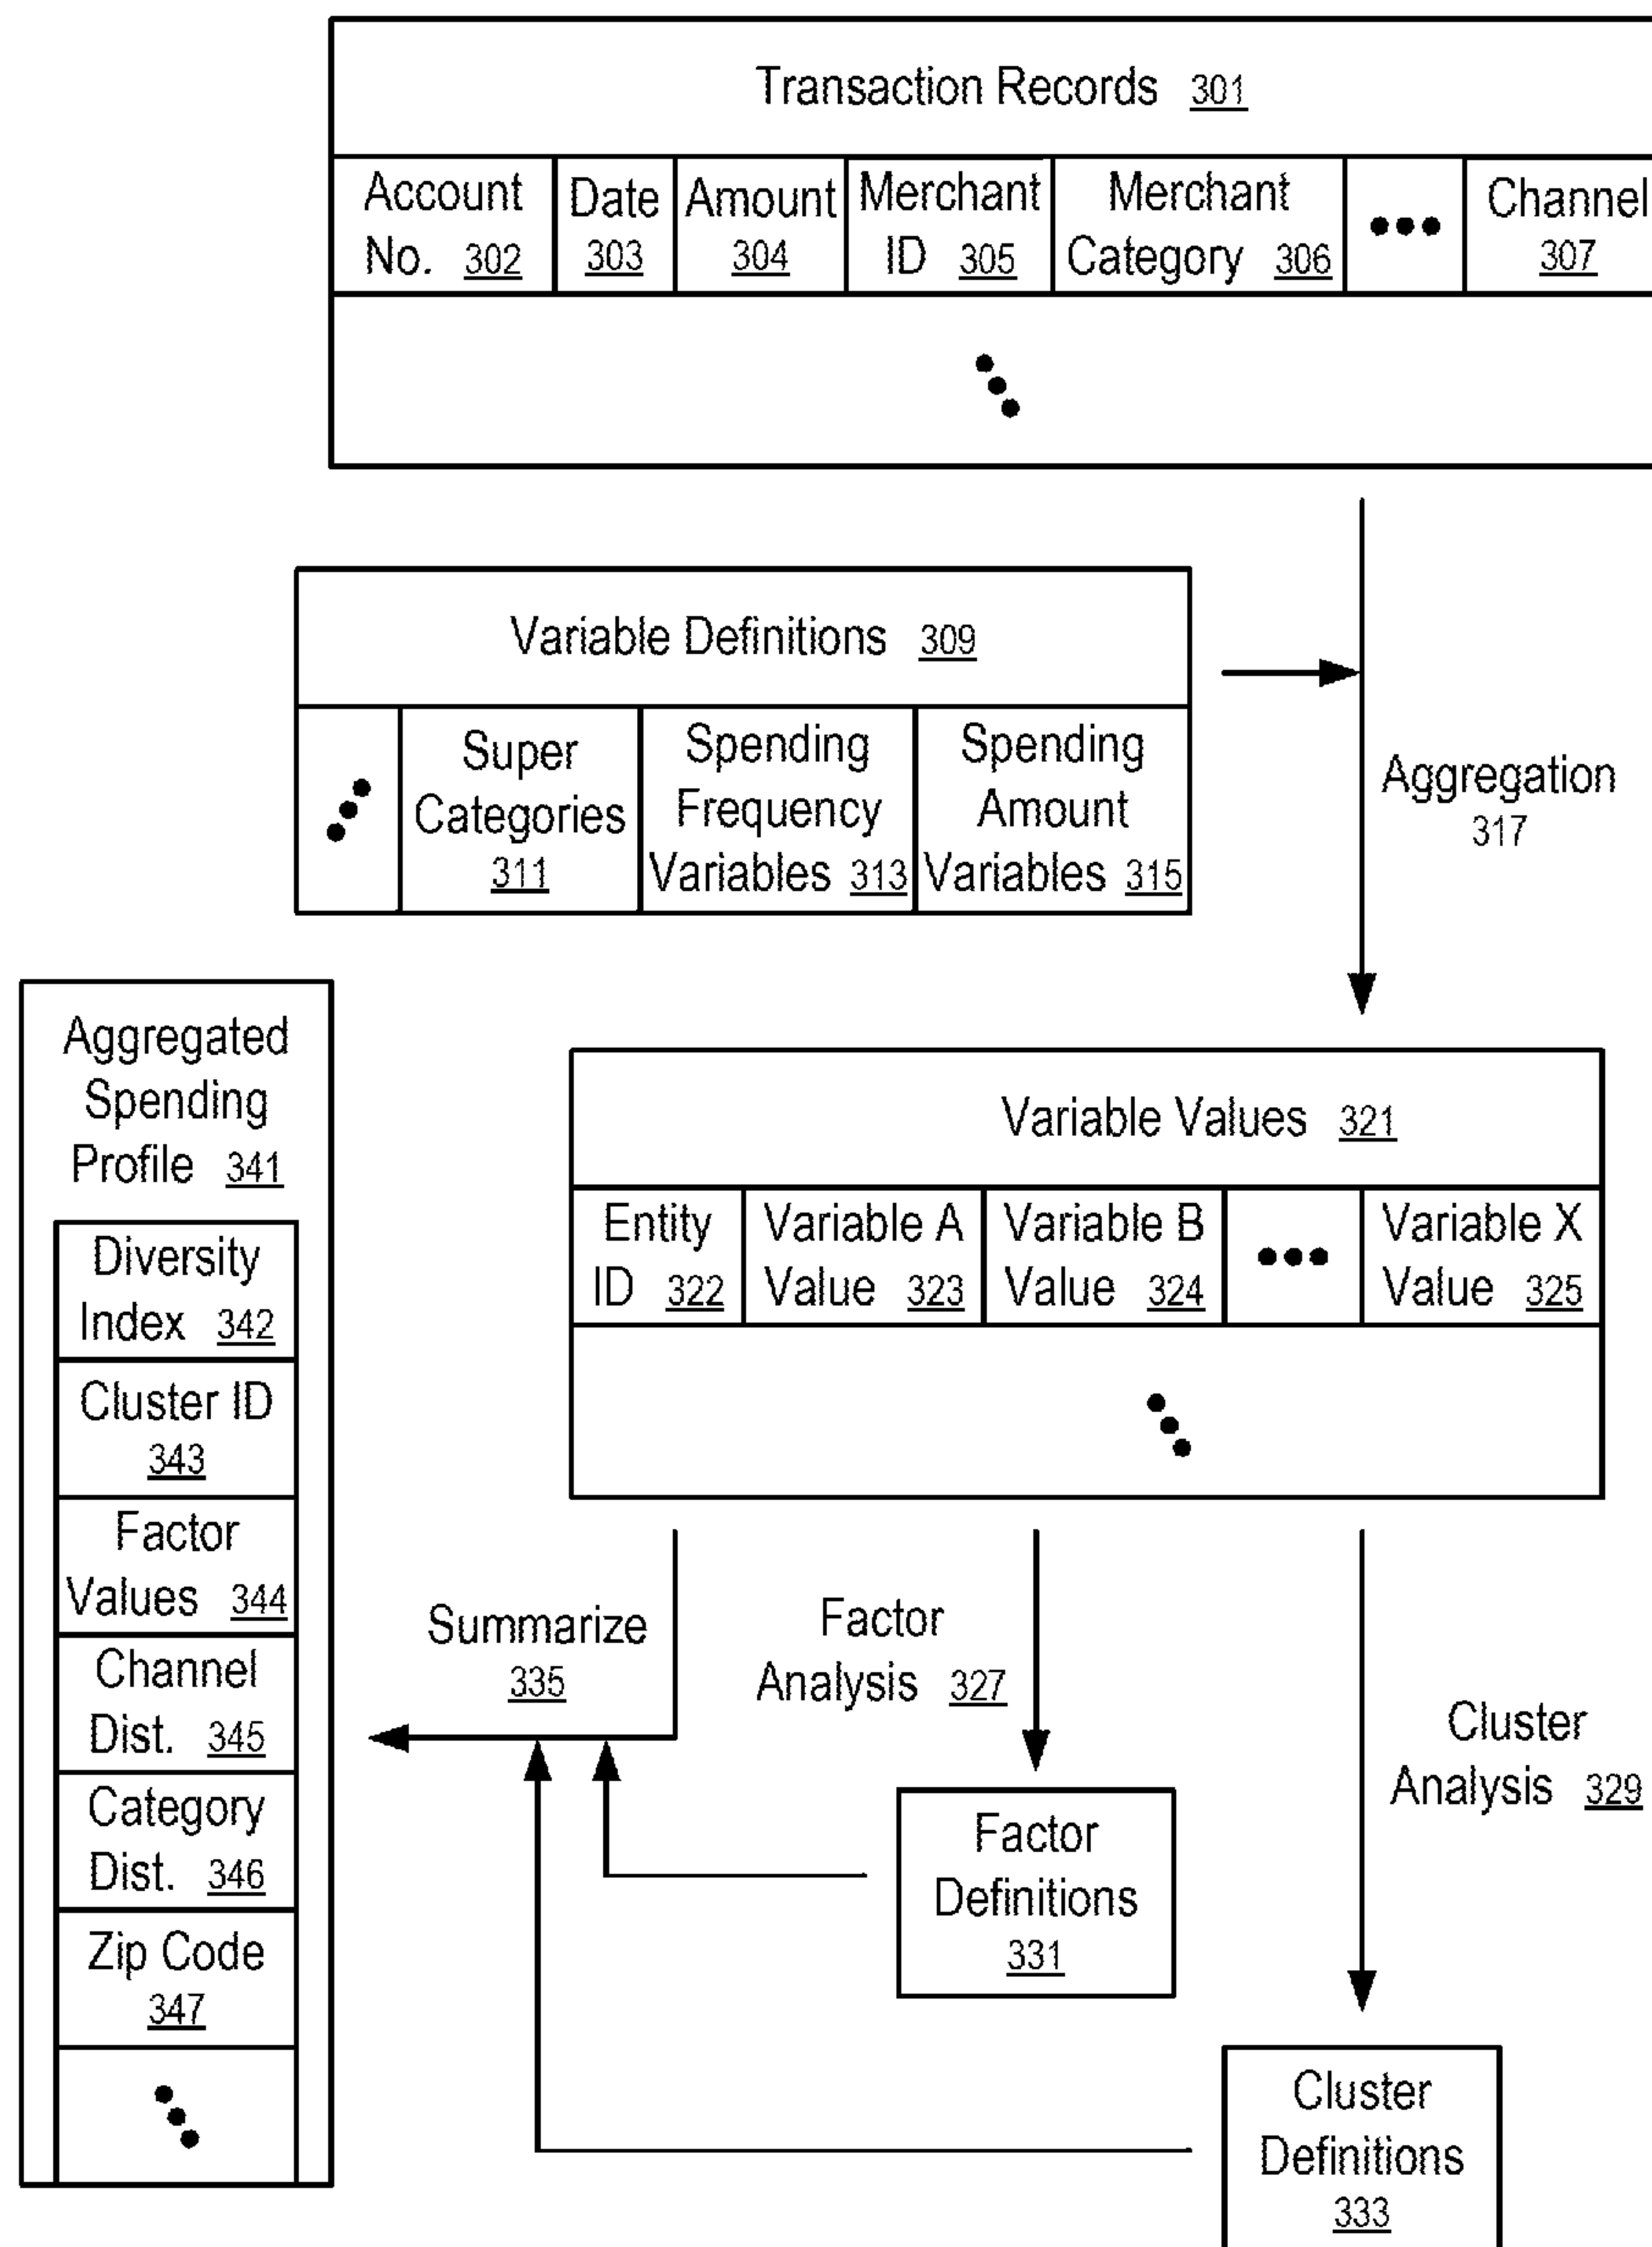 Transaction Records 301
Account
No. 302
Date
303
Amount
304
Merchant
ID 305
Merchant
Category 306
Channel
307
Variable Definitions 309
Super
Categories
311
Spending
Frequency
Variables 313
Spending
Amount
Variables 315
Aggregation
317
Aggregated
Spending
Profile 341
Diversity
Index 342
Cluster ID
343
Factor
Values 344
Channel
Dist. 345
Category
Dist. 346
Zip Code
347
Variable Values 321
Entity
ID 322
Variable A
Value 323
Variable B
Value 324
Variable X
Value 325
Summarize
335
Factor
Analysis 327
Cluster
Analysis 329
Factor
Definitions
331
Cluster
Definitions
333